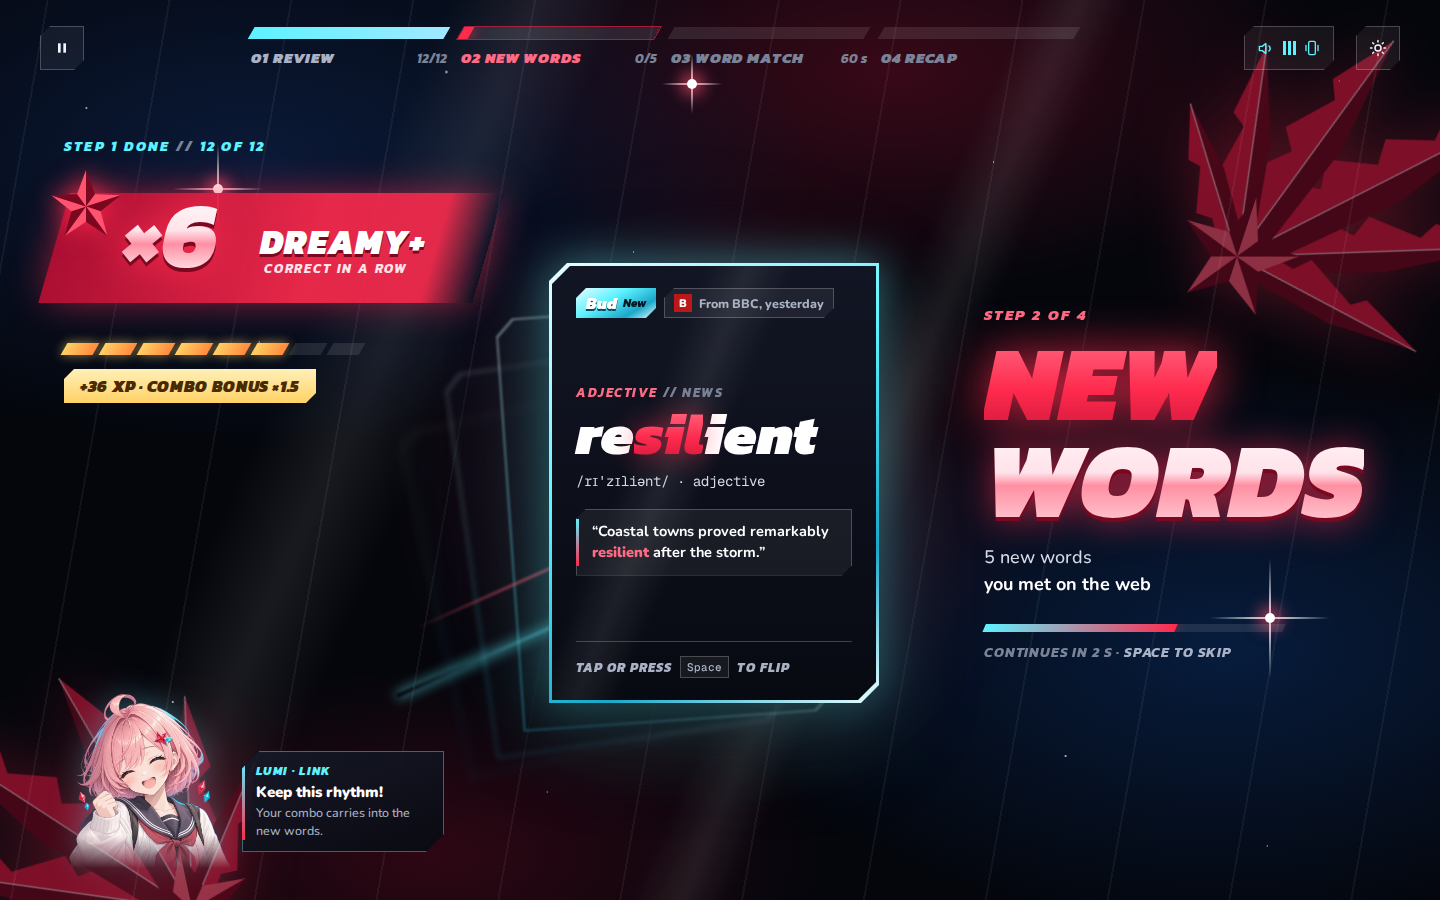 01 REVIEW 12/12
02 NEW WORDS 0/5
03 WORD MATCH 60 s
04 RECAP
STEP 1 DONE // 12 OF 12
×6
DREAMY+
CORRECT IN A ROW
+36 XP · COMBO BONUS ×1.5
Bud New
B From BBC, yesterday
ADJECTIVE // NEWS
resilient
/rɪˈzɪliənt/ · adjective
“Coastal towns proved remarkably
resilient after the storm.”
TAP OR PRESS Space TO FLIP
STEP 2 OF 4
NEW
WORDS
5 new words
you met on the web
CONTINUES IN 2 S · SPACE TO SKIP
LUMI · LINK
Keep this rhythm!
Your combo carries into the
new words.